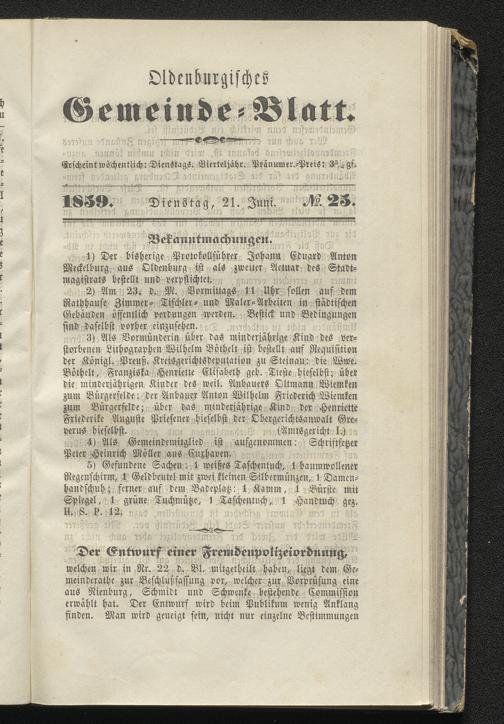 Oldenburgisches
Gemeinde-Blatt.
Erscheint wöchentlich: Dienstags. Vierteljähr. Pränumer.-Preis: 3¾ gſ.
1859. Dienstag, 21. Juni. № 25.
Bekanntmachungen.
1) Der bisherige Protokollführer Johann Eduard Anton
Meckelburg aus Oldenburg ist als zweiter Actuar des Stadt-
magistrats bestellt und verpflichtet.
2) Am 23. d. M. Vormittags 11 Uhr sollen auf dem
Rathhause Zimmer- Tischler- und Maler-Arbeiten in städtischen
Gebäuden öffentlich verdungen werden. Bestick und Bedingungen
sind daselbst vorher einzusehen.
3) Als Vormünderin über das minderjährige Kind des ver-
storbenen Lithographen Wilhelm Böthelt ist bestellt auf Requisition
der Königl. Preuß. Kreisgerichtsdeputation zu Steinau: die Wwe.
Böthelt, Franziska Henriette Elisabeth geb. Tieste hieselbst; über
die minderjährigen Kinder des weil. Anbauers Oltmann Wiemken
zum Bürgerfelde: der Anbauer Anton Wilhelm Friederich Wiemken
zum Bürgerfelde; über das minderjährige Kind der Henriette
Friederike Auguste Priesener hieselbst der Obergerichtsanwalt Gre-
verus hieselbst. (Amtsgericht I.)
4) Als Gemeindemitglied ist aufgenommen: Schriftsetzer
Peter Heinrich Möller aus Cuxhaven.
5) Gefundene Sachen: 1 weißes Taschentuch, 1 baumwollener
Regenschirm, 1 Geldbeutel mit zwei kleinen Silbermünzen, 1 Damen-
handschuh; ferner auf dem Badeplatz: 1 Kamm, 1 Bürste mit
Spiegel, 1 grüne Tuchmütze, 1 Taschentuch, 1 Handtuch gez.
H. S. P. 12.
Der Entwurf einer Fremdenpolizeiordnung,
welchen wir in Nr. 22 d. Bl. mitgetheilt haben, liegt dem Ge-
meinderathe zur Beschlußfassung vor, welcher zur Vorprüfung eine
aus Nienburg, Schmidt und Schwenke bestehende Commission
erwählt hat. Der Entwurf wird beim Publikum wenig Anklang
finden. Man wird geneigt sein, nicht nur einzelne Bestimmungen